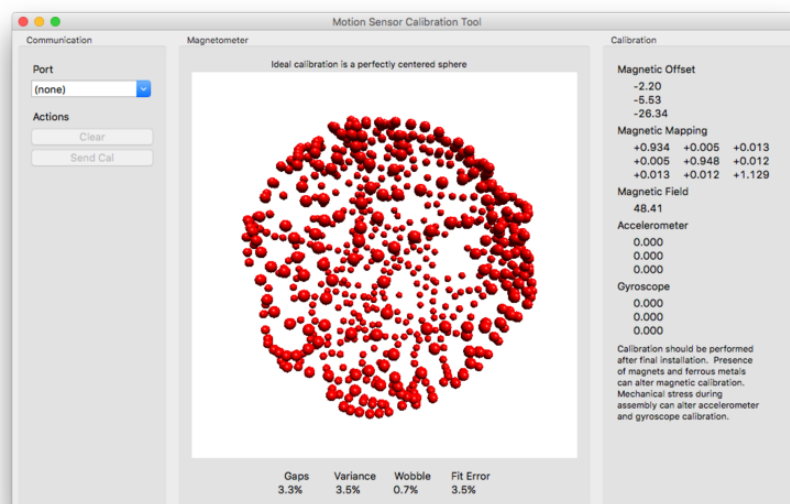 Motion Sensor Calibration Tool
Communication
Port
(none)
Actions
Clear
Send Cal
Magnetometer
Ideal calibration is a perfectly centered sphere
Gaps Variance Wobble Fit Error
3.3% 3.5% 0.7% 3.5%
Calibration
Magnetic Offset
-2.20
-5.53
-26.34
Magnetic Mapping
+0.934 +0.005 +0.013
+0.005 +0.948 +0.012
+0.013 +0.012 +1.129
Magnetic Field
48.41
Accelerometer
0.000
0.000
0.000
Gyroscope
0.000
0.000
0.000
Calibration should be performed
after final installation. Presence
of magnets and ferrous metals
can alter magnetic calibration.
Mechanical stress during
assembly can alter accelerometer
and gyroscope calibration.